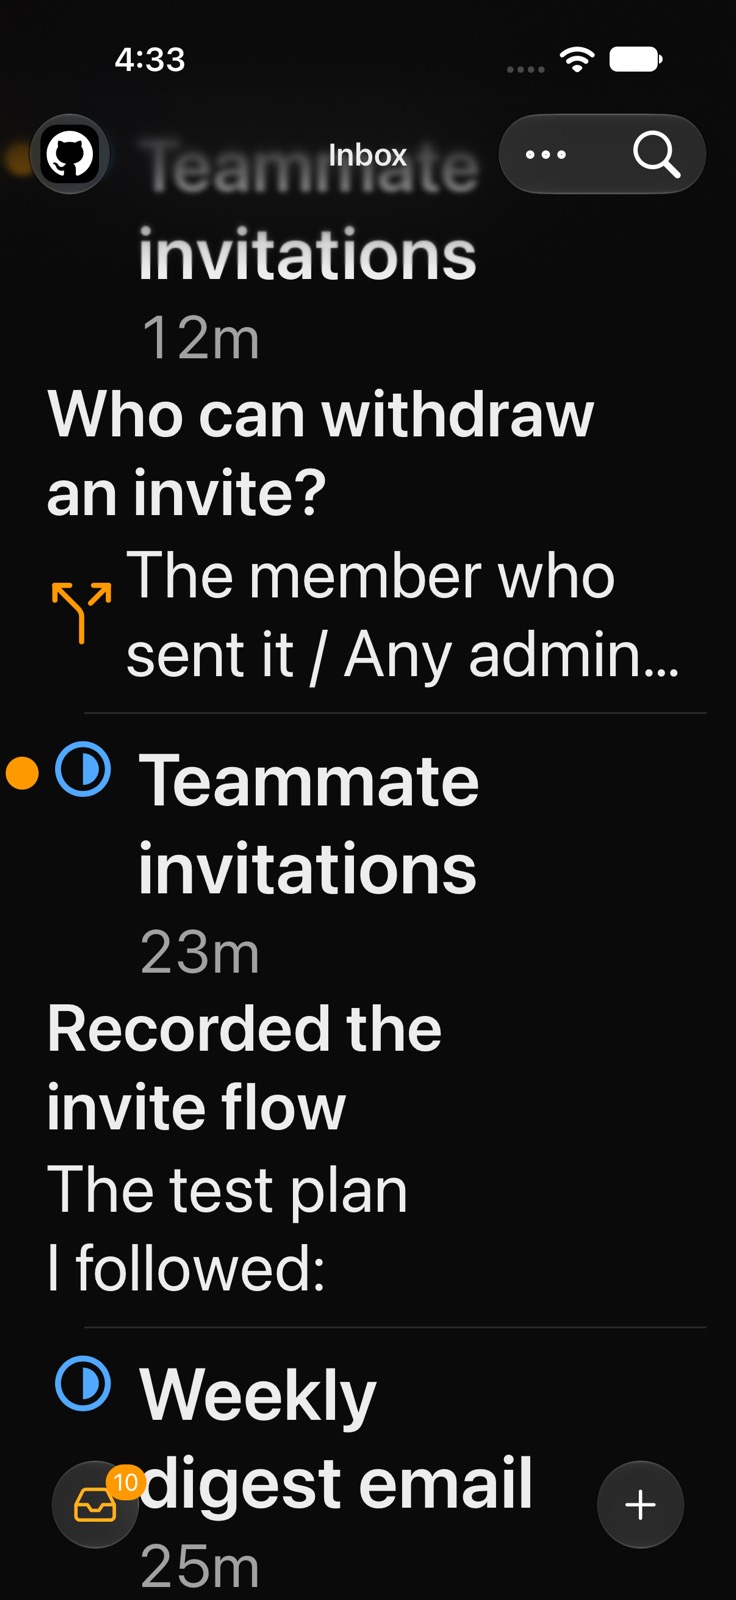 4:33
Inbox
Teammate
invitations
12m
Who can withdraw
an invite?
The member who
sent it / Any admin...
Teammate
invitations
23m
Recorded the
invite flow
The test plan
I followed:
Weekly
digest email
10
25m